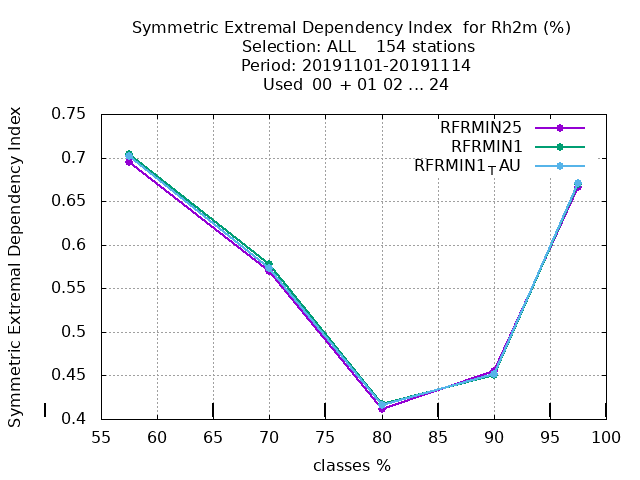 Symmetric Extremal Dependency Index for Rh2m (%)
Selection: ALL 154 stations
Period: 20191101-20191114
Used 00 + 01 02 ... 24
Symmetric Extremal Dependency Index
0.75
0.7
0.65
0.6
0.55
0.5
0.45
0.4
RFRMIN25
RFRMIN1
RFRMIN1TAU
55 60 65 70 75 80 85 90 95 100
classes %